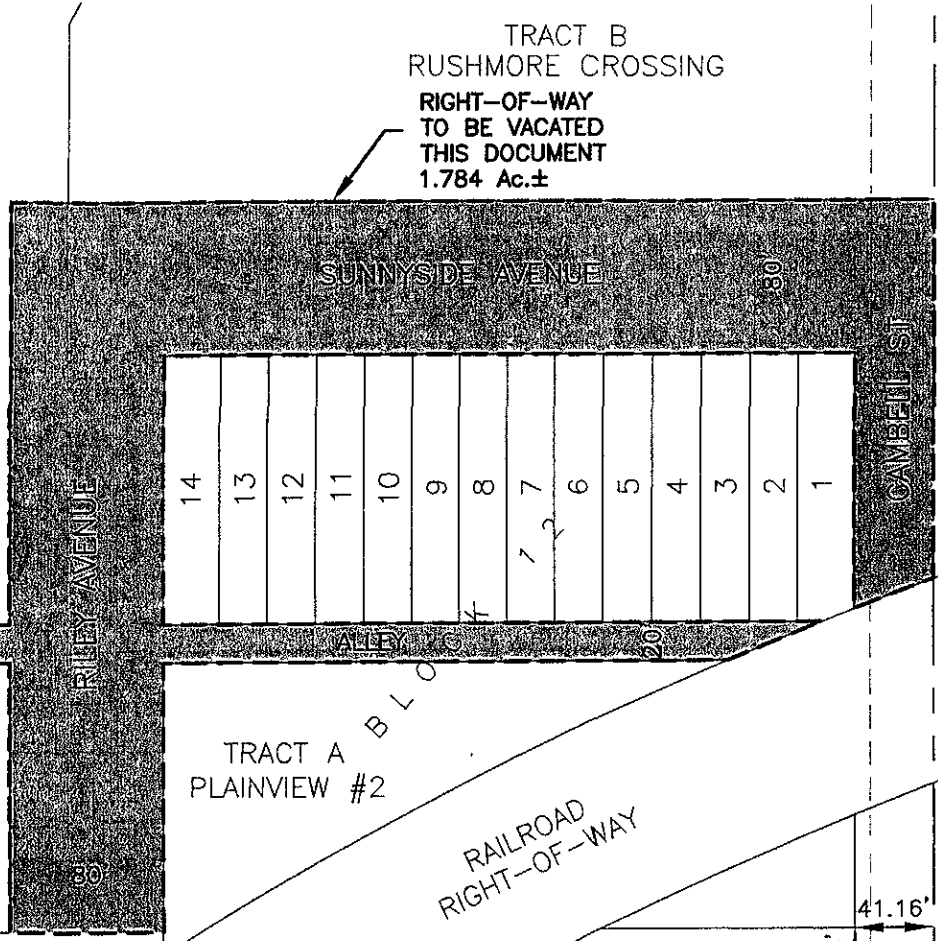 TRACT B
RUSHMORE CROSSING
RIGHT-OF-WAY
TO BE VACATED
THIS DOCUMENT
1.784 Ac.±
SUNNYSIDE AVENUE
80'
CAMBELL ST
RILEY AVENUE
14 13 12 11 10 9 8 7 6 5 4 3 2 1
ALLEY
20'
BLOCK 12
TRACT A
PLAINVIEW #2
RAILROAD
RIGHT-OF-WAY
80
41.16'